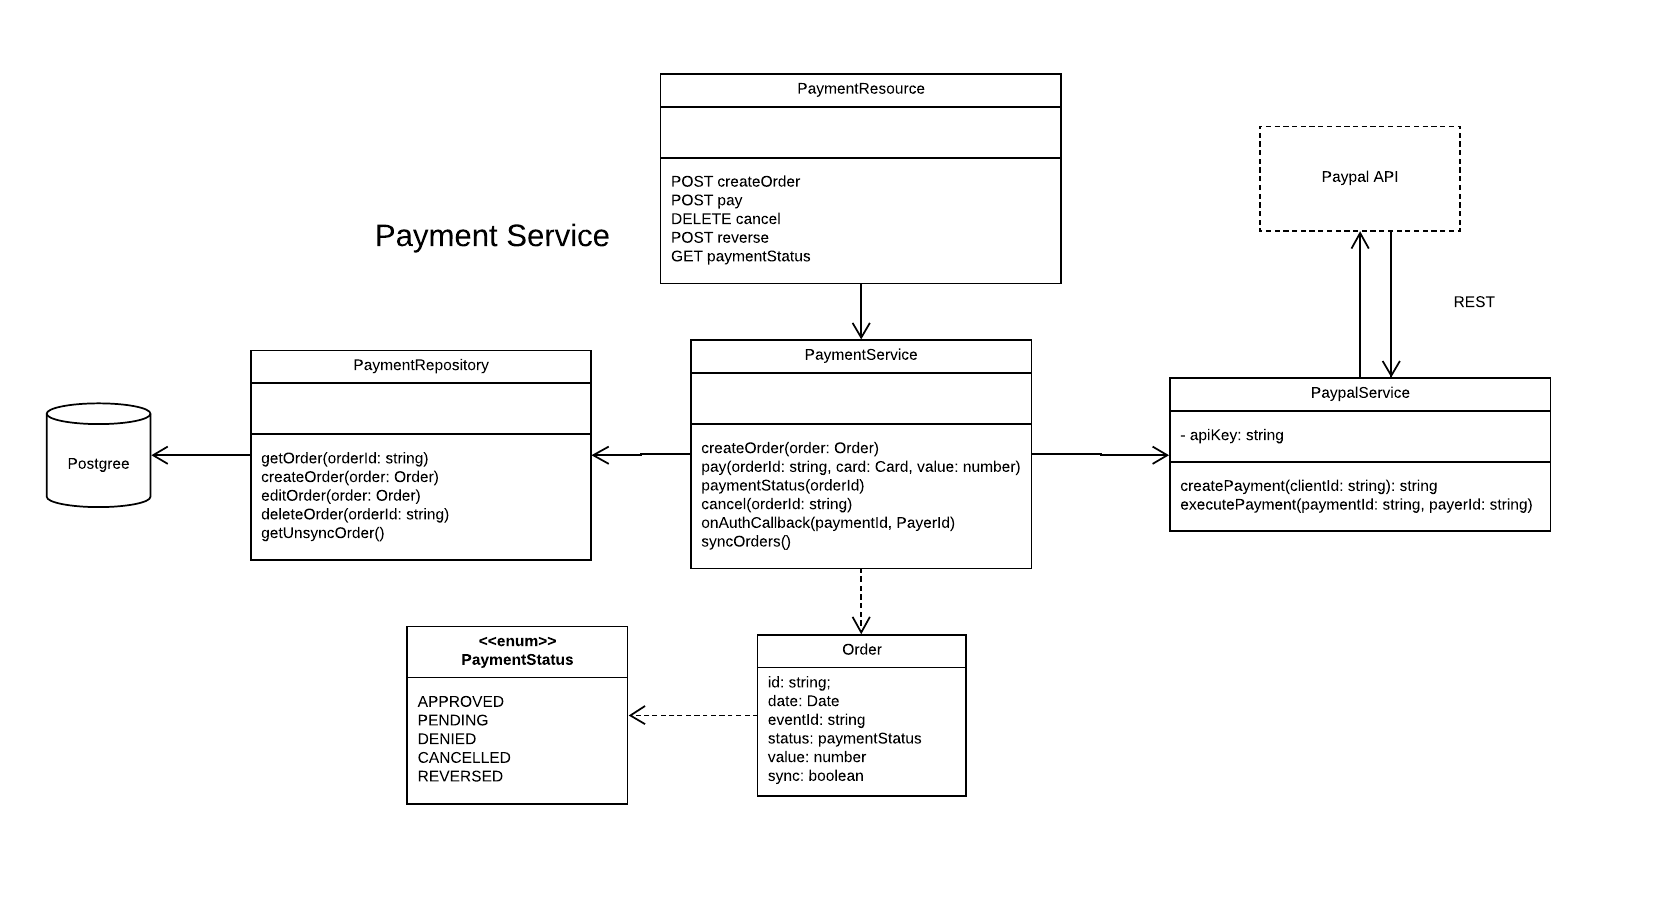 PaymentResource
POST createOrder
POST pay
DELETE cancel
POST reverse
GET paymentStatus
Paypal API
Payment Service
REST
PaymentRepository
getOrder(orderId: string)
createOrder(order: Order)
editOrder(order: Order)
deleteOrder(orderId: string)
getUnsyncOrder()
PaymentService
createOrder(order: Order)
pay(orderId: string, card: Card, value: number)
paymentStatus(orderId)
cancel(orderId: string)
onAuthCallback(paymentId, PayerId)
syncOrders()
PaypalService
- apiKey: string
createPayment(clientId: string): string
executePayment(paymentId: string, payerId: string)
Postgree
<<enum>>
PaymentStatus
APPROVED
PENDING
DENIED
CANCELLED
REVERSED
Order
id: string;
date: Date
eventId: string
status: paymentStatus
value: number
sync: boolean